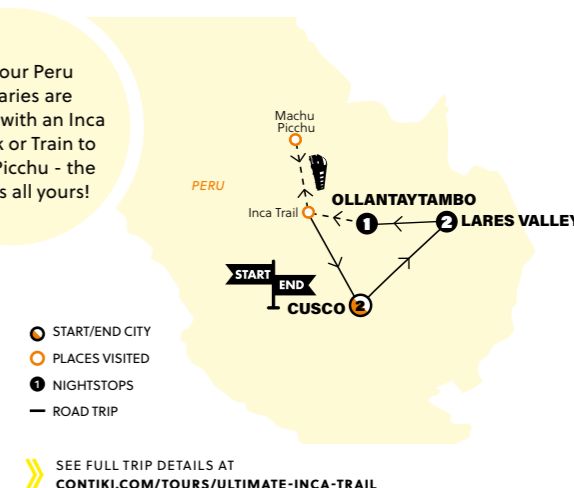 our Peru
aries are
with an Inca
k or Train to
Picchu - the
s all yours!
Machu
Picchu
PERU
OLLANTAYTAMBO
Inca Trail
1
2 LARES VALLEY
START
END
CUSCO 2
START/END CITY
PLACES VISITED
1 NIGHTSTOPS
ROAD TRIP
SEE FULL TRIP DETAILS AT
CONTIKI.COM/TOURS/ULTIMATE-INCA-TRAIL